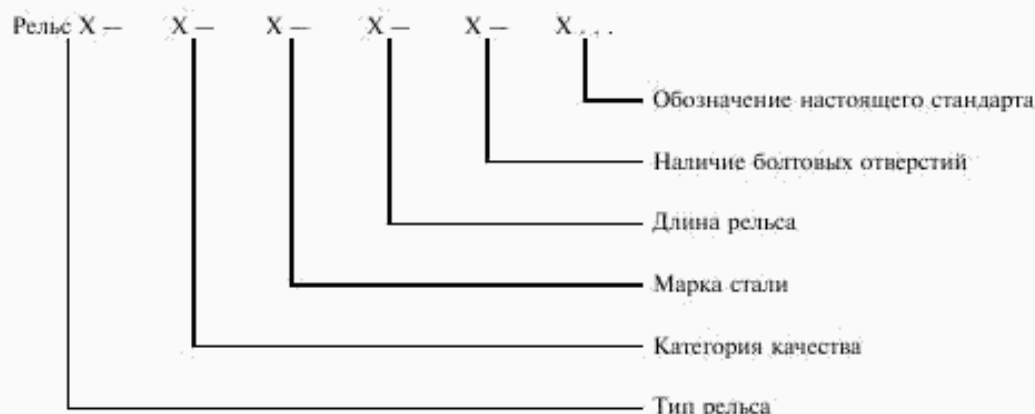 Рельс X — X — X — X — X — X . . .
Обозначение настоящего стандарта
Наличие болтовых отверстий
Длина рельса
Марка стали
Категория качества
Тип рельса